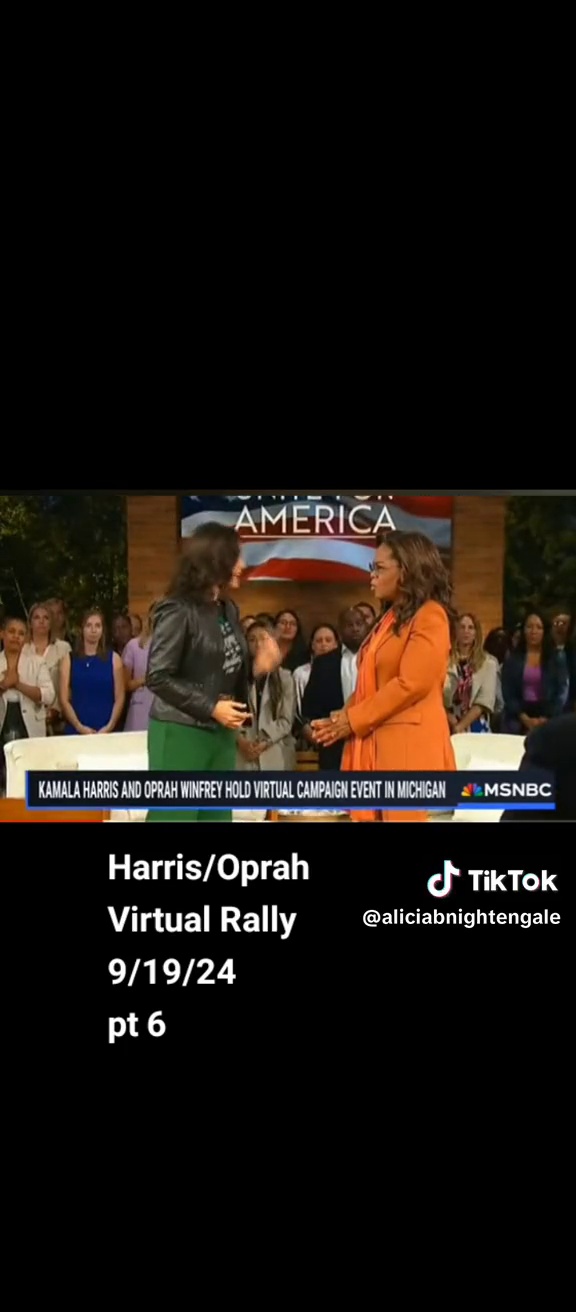 AMERICA
KAMALA HARRIS AND OPRAH WINFREY HOLD VIRTUAL CAMPAIGN EVENT IN MICHIGAN
MSNBC
Harris/Oprah
Virtual Rally
9/19/24
pt 6
TikTok
@aliciabnightengale